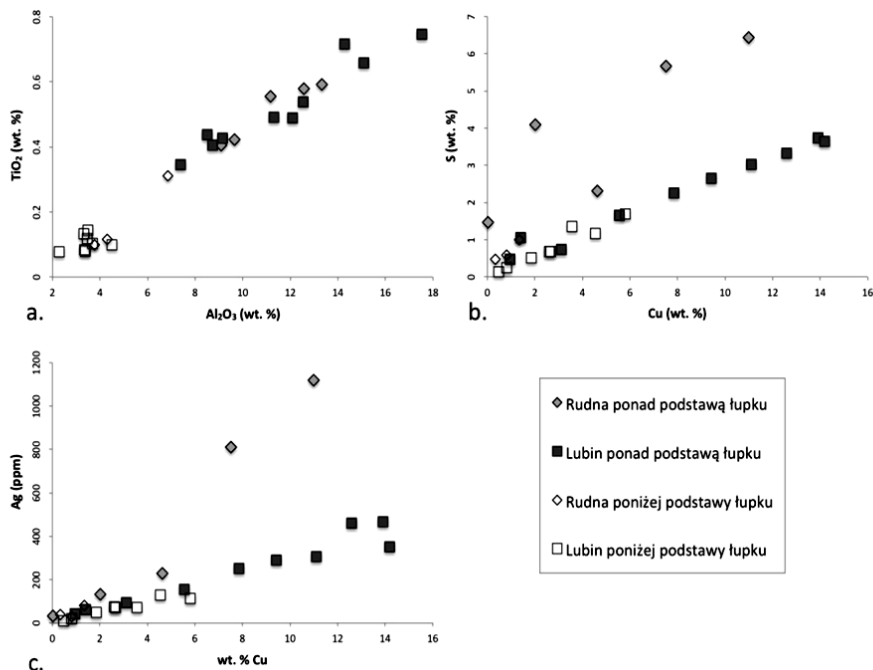 0.8
0.6
0.4
0.2
0
TiO₂ (wt. %)
2 4 6 8 10 12 14 16 18
Al₂O₃ (wt. %)
a.
7
6
5
4
3
2
1
0
S (wt. %)
0 2 4 6 8 10 12 14 16
Cu (wt. %)
b.
1200
1000
800
600
400
200
0
Ag (ppm)
0 2 4 6 8 10 12 14 16
wt. % Cu
c.
Rudna ponad podstawą łupku
Lubin ponad podstawą łupku
Rudna poniżej podstawy łupku
Lubin poniżej podstawy łupku